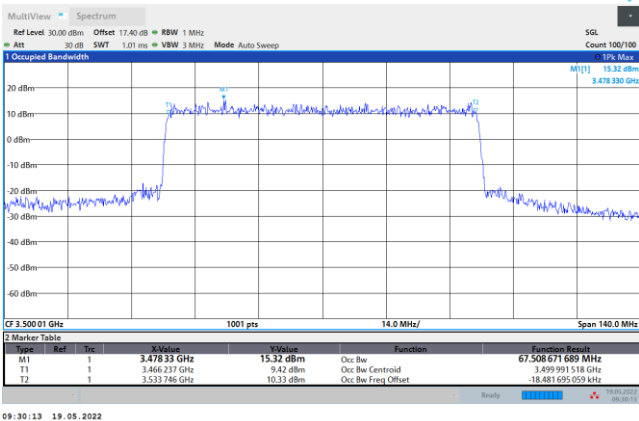 MultiView Spectrum
Ref Level 30.00 dBm Offset 17.40 dB RBW 1 MHz SGL
Att 30 dB SWT 1.01 ms VBW 3 MHz Mode Auto Sweep Count 100/100
1 Occupied Bandwidth 1Pk Max
M1[1] 15.32 dBm
3.478 330 GHz
M1
20 dBm
T1 T2
10 dBm
0 dBm
-10 dBm
-20 dBm
-30 dBm
-40 dBm
-50 dBm
-60 dBm
CF 3.500 01 GHz 1001 pts 14.0 MHz/ Span 140.0 MHz
2 Marker Table
Type Ref Trc X-Value Y-Value Function Function Result
M1 1 3.478 33 GHz 15.32 dBm Occ Bw 67.508 671 689 MHz
T1 1 3.466 237 GHz 9.42 dBm Occ Bw Centroid 3.499 991 518 GHz
T2 1 3.533 746 GHz 10.33 dBm Occ Bw Freq Offset -18.481 695 059 kHz
Ready 19.05.2022
09:30:13
09:30:13 19.05.2022